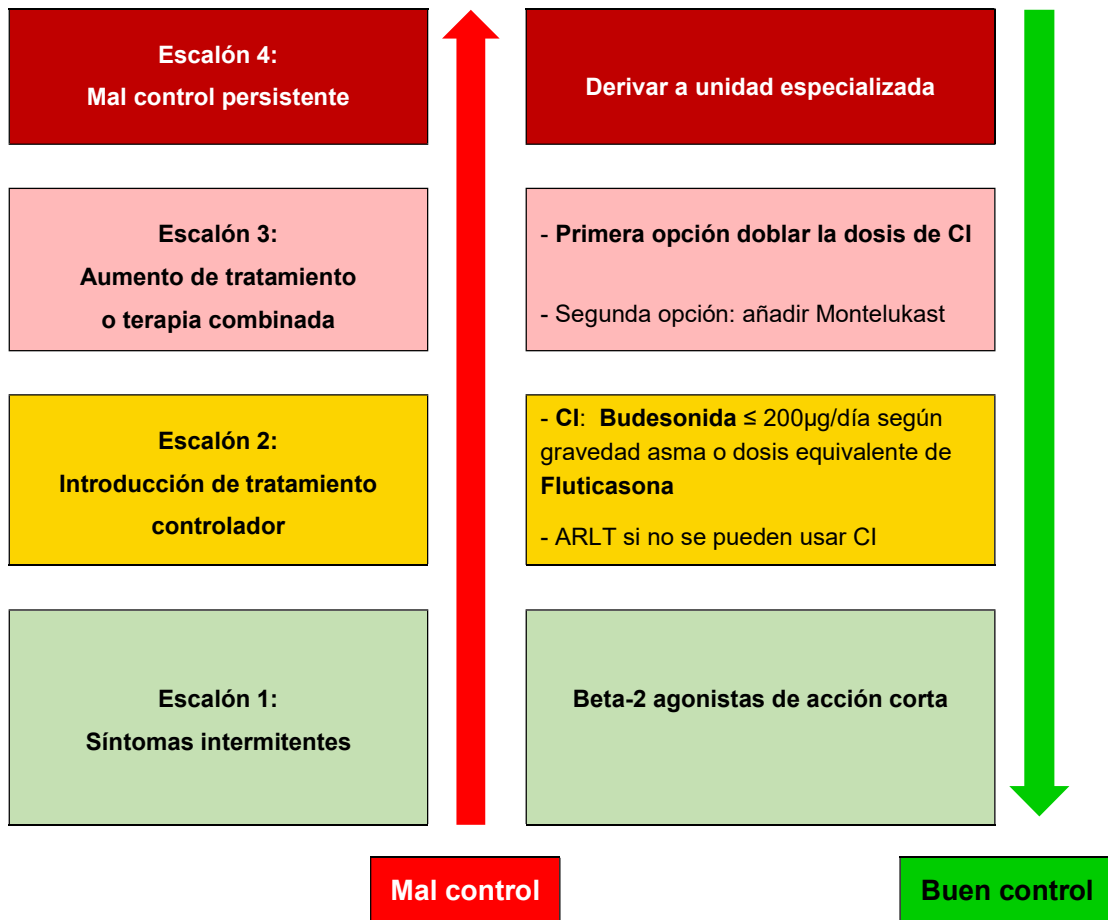 Escalón 4:
Mal control persistente
Derivar a unidad especializada
Escalón 3:
Aumento de tratamiento
o terapia combinada
- Primera opción doblar la dosis de CI
- Segunda opción: añadir Montelukast
Escalón 2:
Introducción de tratamiento
controlador
- CI: Budesonida ≤ 200µg/día según
gravedad asma o dosis equivalente de
Fluticasona
- ARLT si no se pueden usar CI
Escalón 1:
Síntomas intermitentes
Beta-2 agonistas de acción corta
Mal control
Buen control